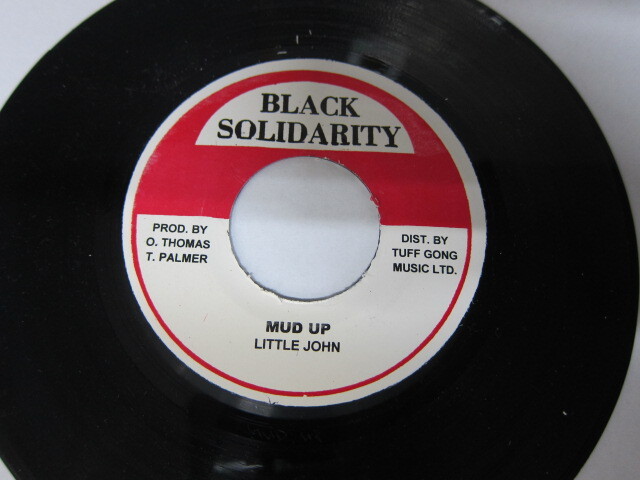 BLACK
SOLIDARITY
PROD. BY
O. THOMAS
T. PALMER
DIST. BY
TUFF GONG
MUSIC LTD.
MUD UP
LITTLE JOHN